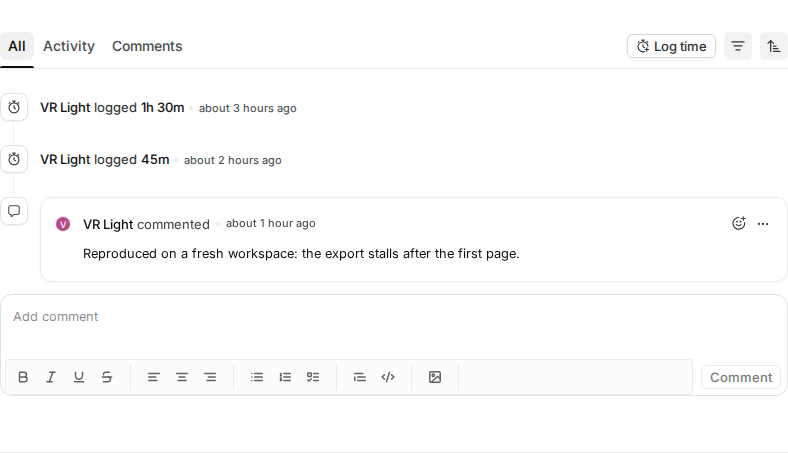 All Activity Comments Log time
VR Light logged 1h 30m about 3 hours ago
VR Light logged 45m about 2 hours ago
V VR Light commented about 1 hour ago
Reproduced on a fresh workspace: the export stalls after the first page.
Add comment
Comment